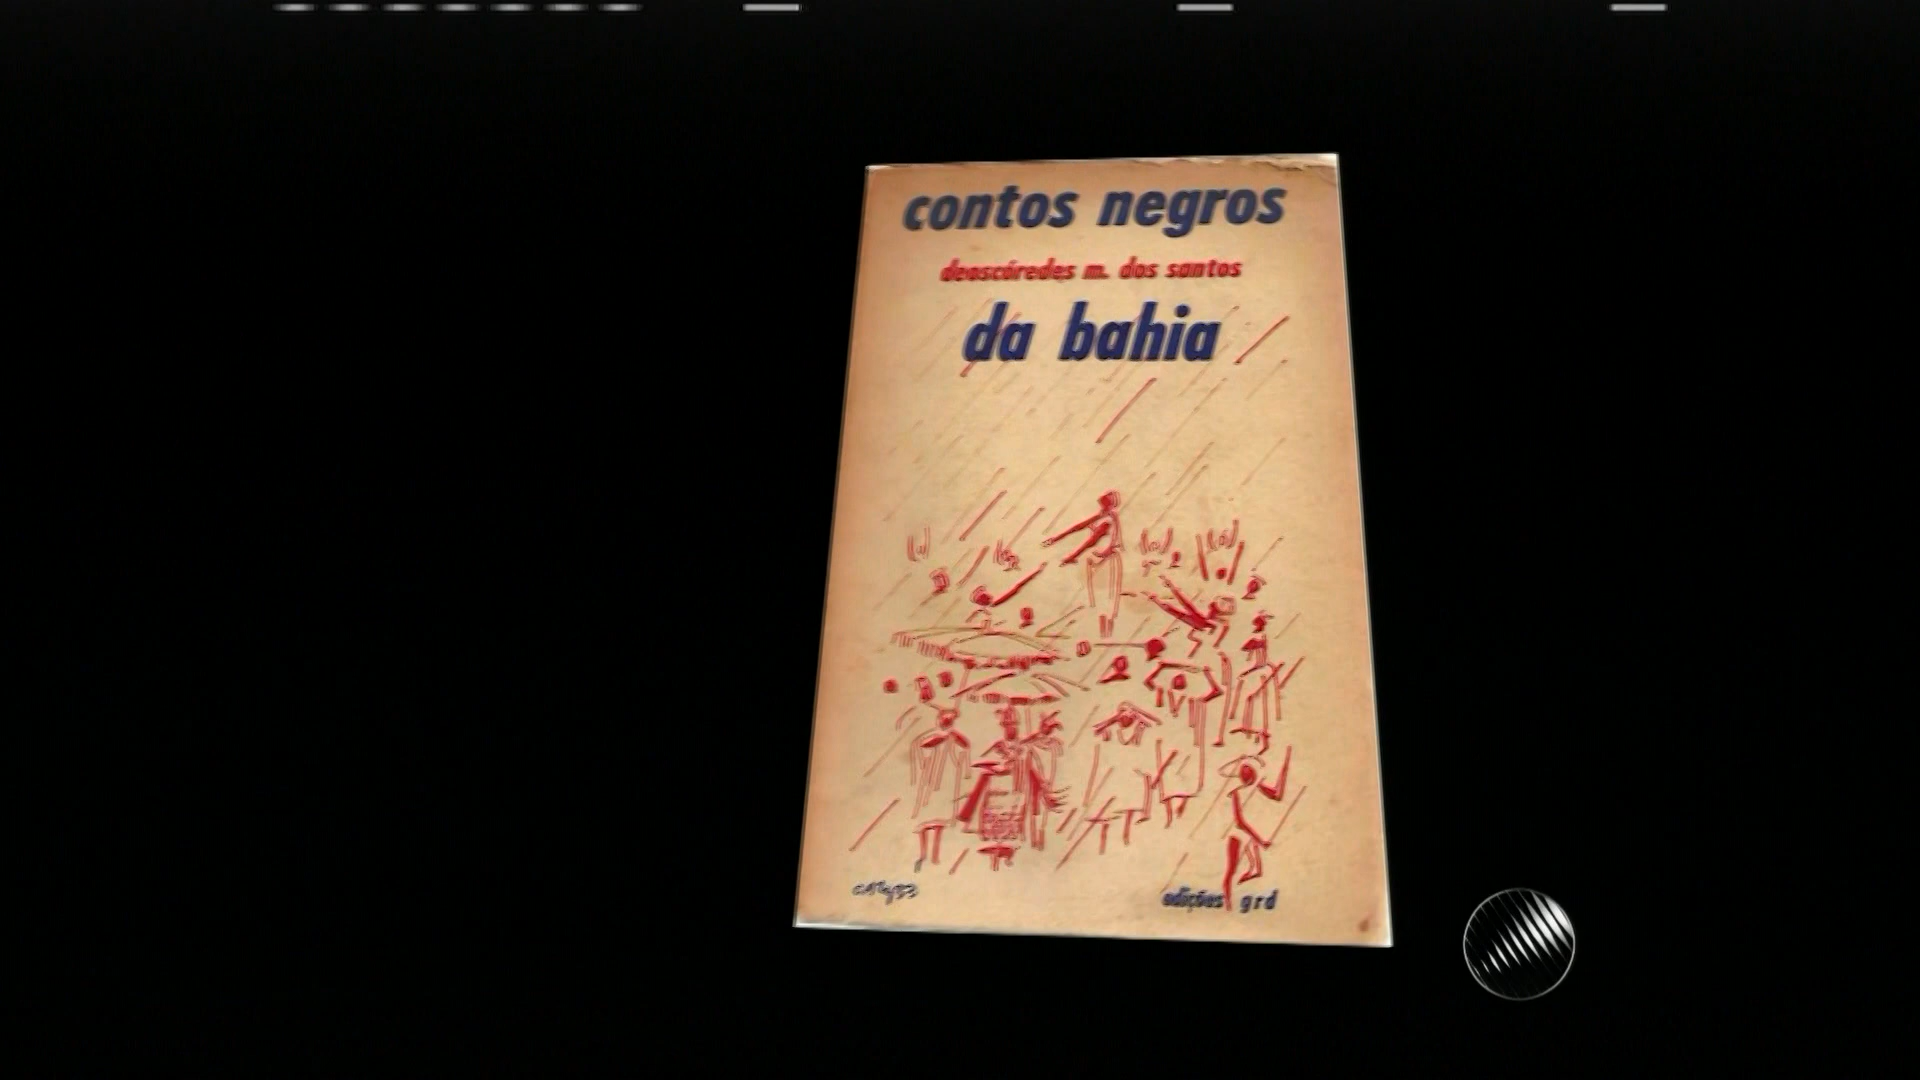 contos negros
deoscóredes m. dos santos
da bahia
edições grd